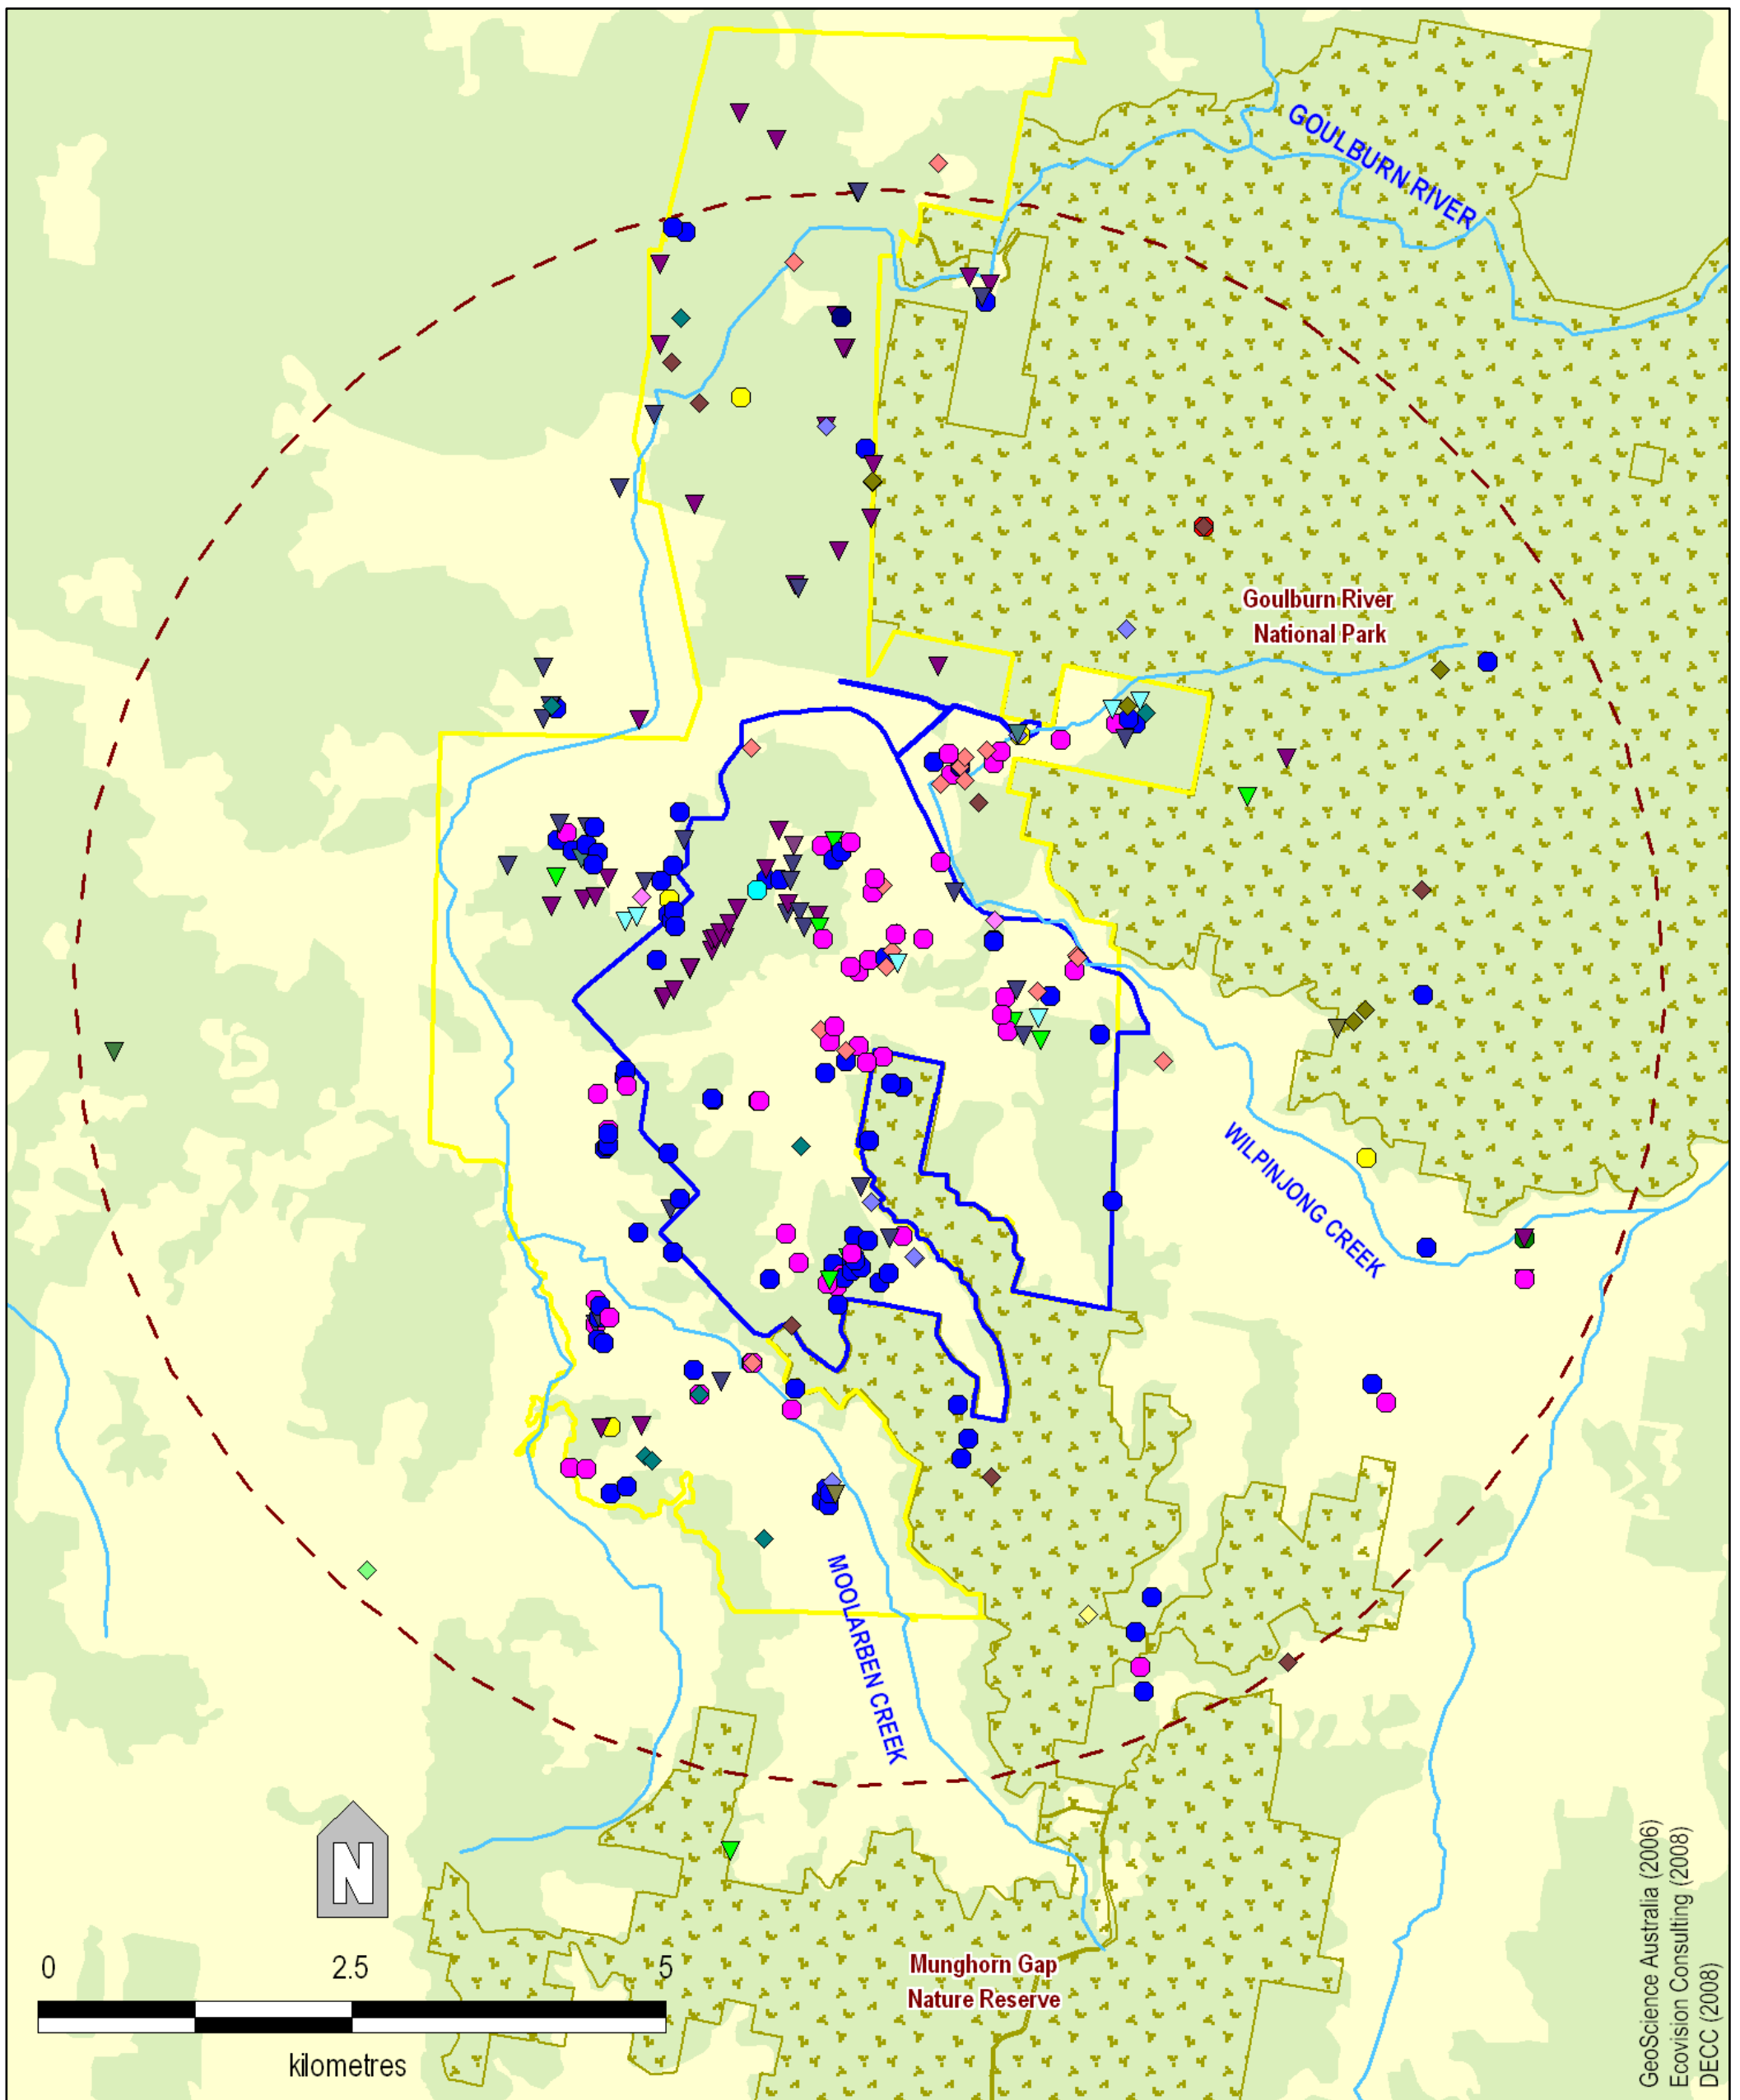 GOULBURN RIVER
Goulburn River
National Park
WILPINJONG CREEK
MOOLARBEN CREEK
N
0 2.5 5
kilometres
Munghorn Gap
Nature Reserve
GeoScience Australia (2006)
Ecovision Consulting (2008)
DECC (2008)